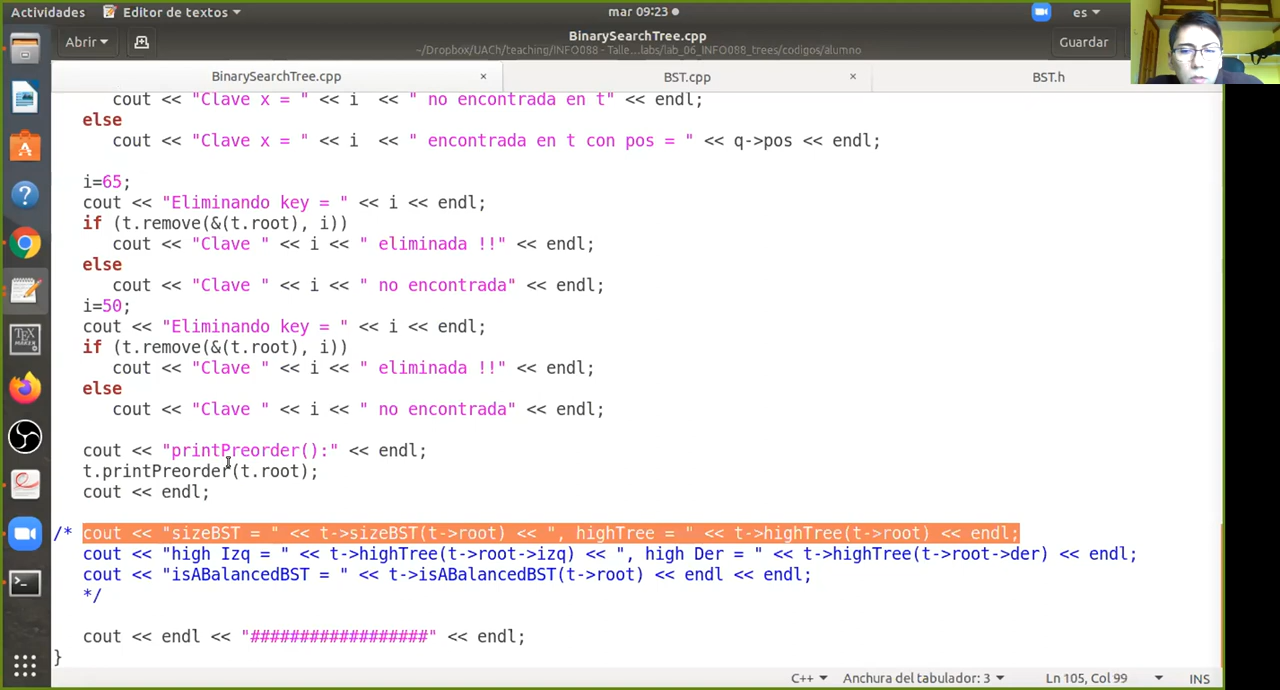 Actividades Editor de textos mar 09:23 es
Abrir BinarySearchTree.cpp Guardar
~/Dropbox/UACh/teaching/INFO088 - Talle...labs/lab_06_INFO088_trees/codigos/alumno
BinarySearchTree.cpp × BST.cpp × BST.h
cout << "Clave x = " << i << " no encontrada en t" << endl;
else
cout << "Clave x = " << i << " encontrada en t con pos = " << q->pos << endl;
i=65;
cout << "Eliminando key = " << i << endl;
if (t.remove(&(t.root), i))
cout << "Clave " << i << " eliminada !!" << endl;
else
cout << "Clave " << i << " no encontrada" << endl;
i=50;
cout << "Eliminando key = " << i << endl;
if (t.remove(&(t.root), i))
cout << "Clave " << i << " eliminada !!" << endl;
else
cout << "Clave " << i << " no encontrada" << endl;
cout << "printPreorder():" << endl;
t.printPreorder(t.root);
cout << endl;
/* cout << "sizeBST = " << t->sizeBST(t->root) << ", highTree = " << t->highTree(t->root) << endl;
cout << "high Izq = " << t->highTree(t->root->izq) << ", high Der = " << t->highTree(t->root->der) << endl;
cout << "isABalancedBST = " << t->isABalancedBST(t->root) << endl << endl;
*/
cout << endl << "##################" << endl;
}
C++ Anchura del tabulador: 3 Ln 105, Col 99 INS